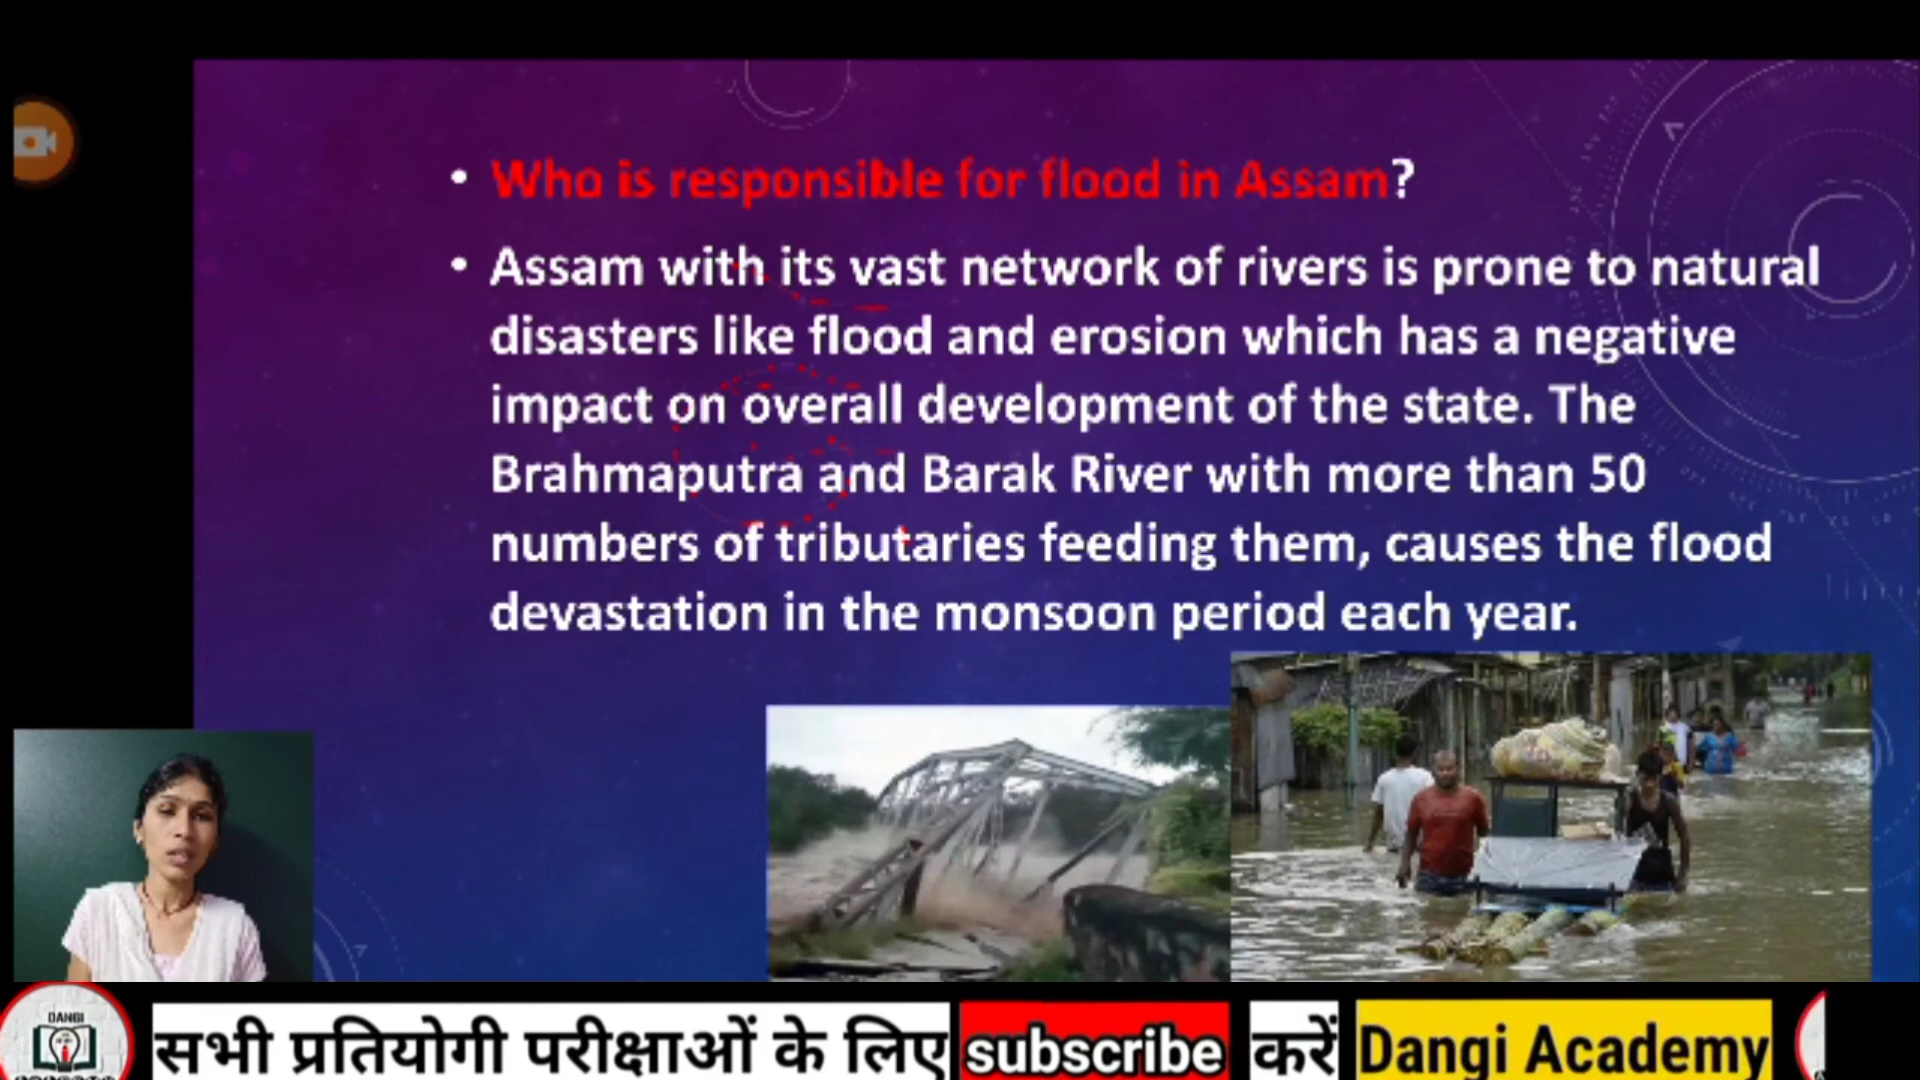 • Who is responsible for flood in Assam?
• Assam with its vast network of rivers is prone to natural
disasters like flood and erosion which has a negative
impact on overall development of the state. The
Brahmaputra and Barak River with more than 50
numbers of tributaries feeding them, causes the flood
devastation in the monsoon period each year.
DANGI
सभी प्रतियोगी परीक्षाओं के लिए subscribe करें Dangi Academy